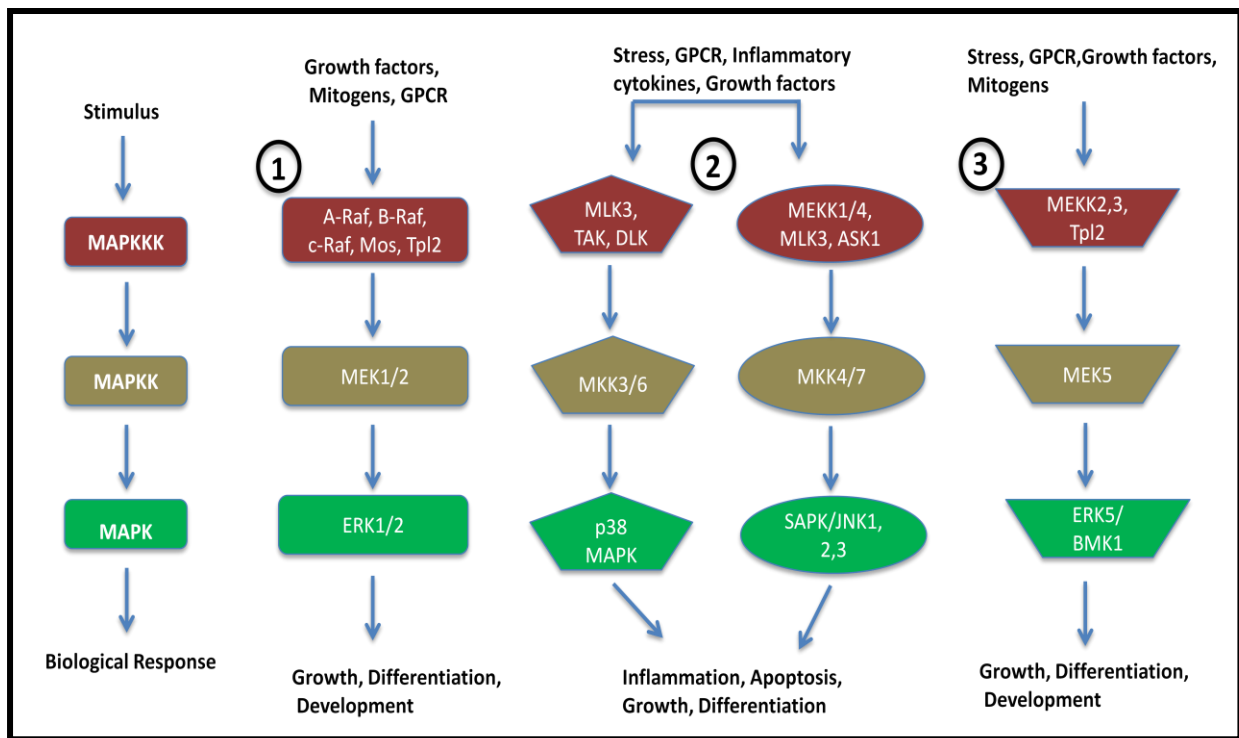 Stimulus
MAPKKK
MAPKK
MAPK
Biological Response
1
Growth factors,
Mitogens, GPCR
A-Raf, B-Raf,
c-Raf, Mos, Tpl2
MEK1/2
ERK1/2
Growth, Differentiation,
Development
2
Stress, GPCR, Inflammatory
cytokines, Growth factors
MLK3,
TAK, DLK
MKK3/6
p38
MAPK
MEKK1/4,
MLK3, ASK1
MKK4/7
SAPK/JNK1,
2,3
Inflammation, Apoptosis,
Growth, Differentiation
3
Stress, GPCR,Growth factors,
Mitogens
MEKK2,3,
Tpl2
MEK5
ERK5/
BMK1
Growth, Differentiation,
Development